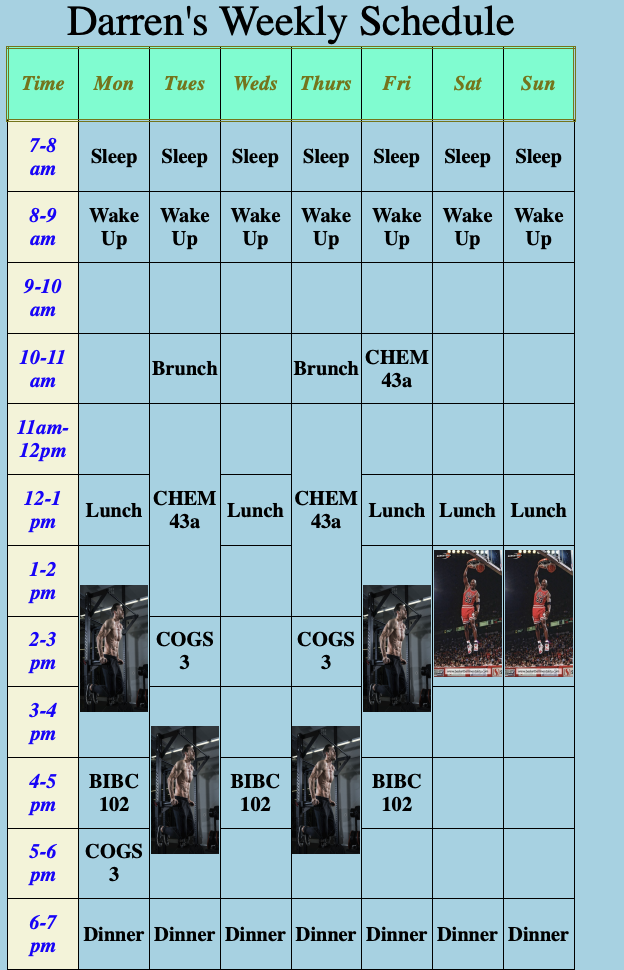 Darren's Weekly Schedule
Time Mon Tues Weds Thurs Fri Sat Sun
7-8 am Sleep Sleep Sleep Sleep Sleep Sleep Sleep
8-9 am Wake Up Wake Up Wake Up Wake Up Wake Up Wake Up Wake Up
9-10 am
10-11 am Brunch Brunch CHEM 43a
11am-12pm
12-1 pm Lunch CHEM 43a Lunch CHEM 43a Lunch Lunch Lunch
1-2 pm
2-3 pm COGS 3 COGS 3
3-4 pm
4-5 pm BIBC 102 BIBC 102 BIBC 102
5-6 pm COGS 3
6-7 pm Dinner Dinner Dinner Dinner Dinner Dinner Dinner